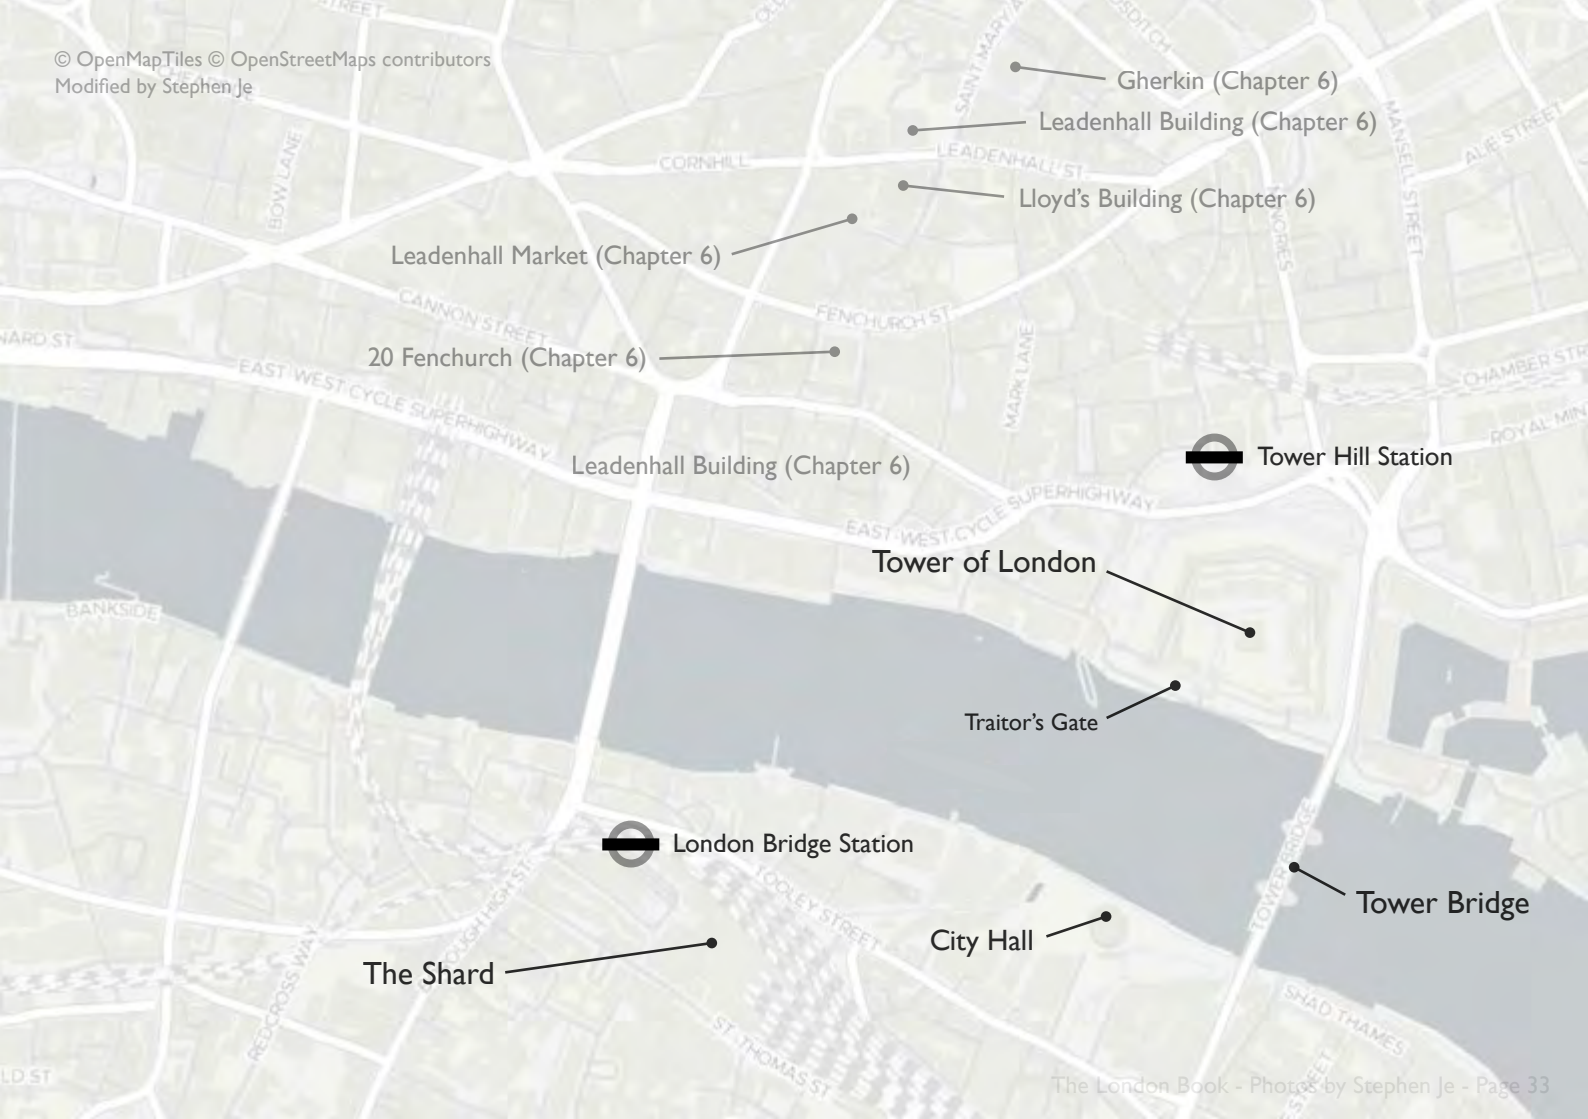 © OpenMapTiles © OpenStreetMaps contributors
Modified by Stephen Je
BOW LANE
CORNHILL
LEADENHALL ST
MANSELL STREET
ALIE STREET
Gherkin (Chapter 6)
Leadenhall Building (Chapter 6)
Lloyd's Building (Chapter 6)
Leadenhall Market (Chapter 6)
CANNON STREET
FENCHURCH ST
20 Fenchurch (Chapter 6)
MARK LANE
EAST-WEST CYCLE SUPERHIGHWAY
Leadenhall Building (Chapter 6)
Tower Hill Station
EAST-WEST CYCLE SUPERHIGHWAY
Tower of London
BANKSIDE
Traitor's Gate
London Bridge Station
TOOLEY STREET
TOWER BRIDGE
Tower Bridge
City Hall
The Shard
REDCROSS WAY
ST THOMAS ST
SHAD THAMES
The London Book - Photos by Stephen Je - Page 33